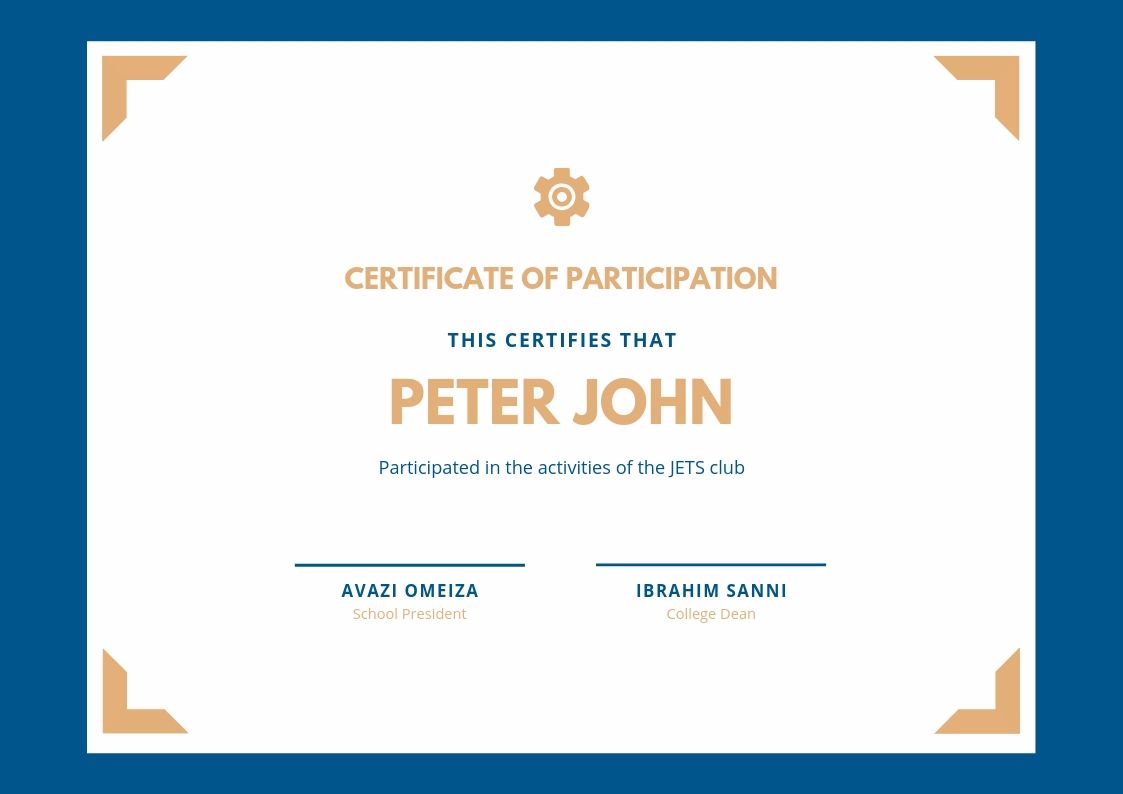 CERTIFICATE OF PARTICIPATION
THIS CERTIFIES THAT
PETER JOHN
Participated in the activities of the JETS club
AVAZI OMEIZA
School President
IBRAHIM SANNI
College Dean